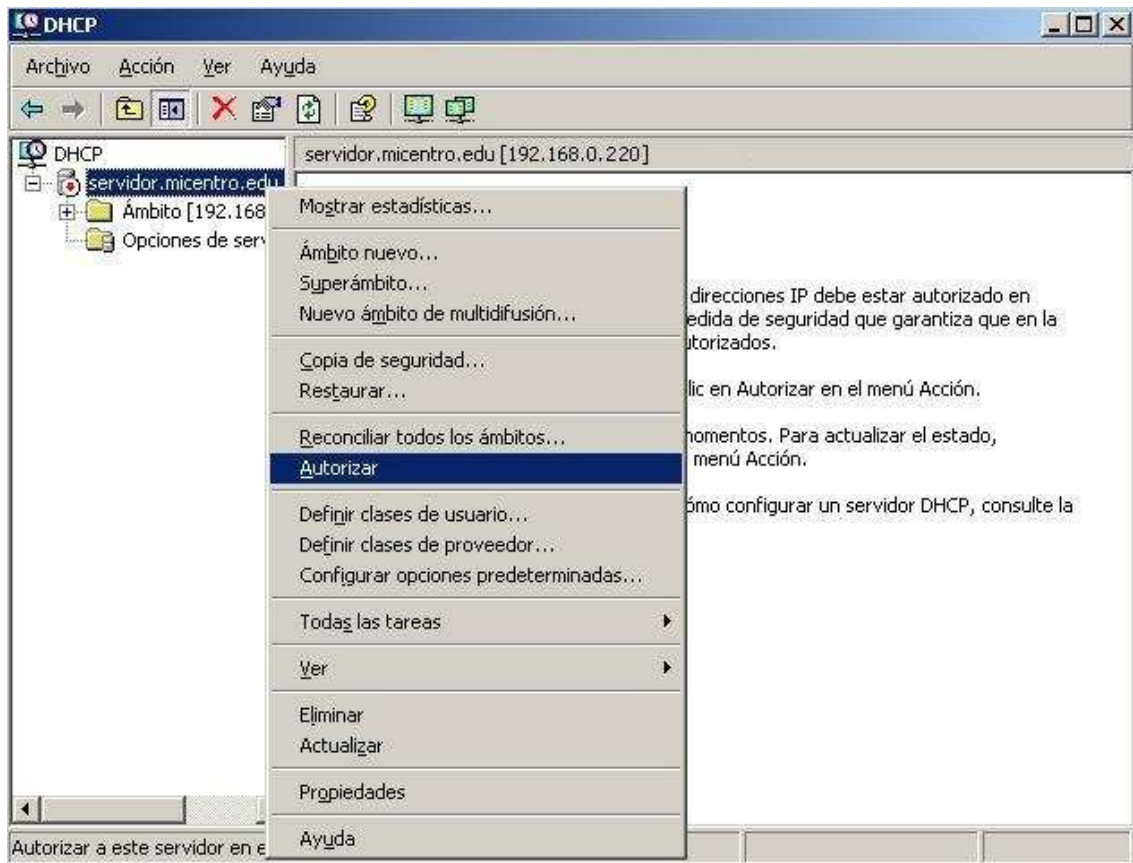 DHCP
Archivo Acción Ver Ayuda
DHCP
servidor.micentro.edu [192.168.0.220]
servidor.micentro.edu
Ámbito [192.168
Opciones de
Mostrar estadísticas...
Ámbito nuevo...
Superámbito...
Nuevo ámbito de multidifusión...
Copia de seguridad...
Restaurar...
Reconciliar todos los ámbitos...
Autorizar
Definir clases de usuario...
Definir clases de proveedor...
Configurar opciones predeterminadas...
Todas las tareas
Ver
Eliminar
Actualizar
Propiedades
Ayuda
direcciones IP debe estar autorizado en
edida de seguridad que garantiza que en la
utorizados.
lic en Autorizar en el menú Acción.
momentos. Para actualizar el estado,
menú Acción.
ómo configurar un servidor DHCP, consulte la
Autorizar a este servidor en e